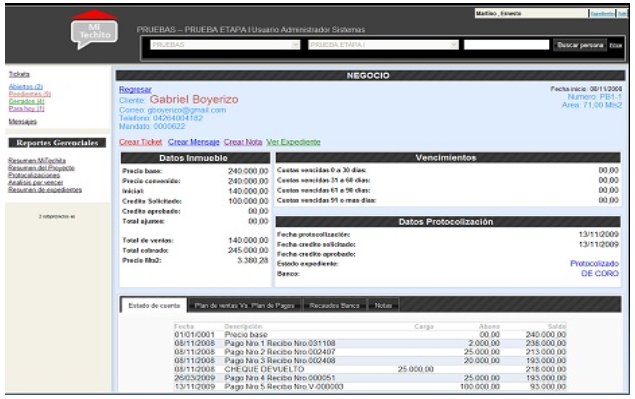 Martino , Ernesto
Mi
Techito
PRUEBAS – PRUEBA ETAPA I Usuario Administrador Sistemas
PRUEBAS
PRUEBA ETAPA I
Buscar persona
Tickets
Abiertos (2)
Pendientes (9)
Cerrados (4)
Para hoy (1)
Mensajes
Reportes Gerenciales
Resumen MiTechito
Resumen del Proyecto
Protocolizaciones
Analisis por vencer
Resumen de expedientes
NEGOCIO
Regresar
Fecha inicio: 08/11/2008
Cliente: Gabriel Boyerizo
Numero: PB1-1
Correo: gboverizo@gmail.com
Area: 71,00 Mts2
Telefono: 04264004182
Mandato: 0000622
Crear Ticket Crear Mensaje Crear Nota Ver Expediente
Datos Inmueble
Precio base: 240.000,00
Precio convenido: 240.000,00
Inicial: 140.000,00
Credito Solicitado: 100.000,00
Credito aprobado: 00,00
Total ajustes: 00,00
Total de ventas: 140.000,00
Total cobrado: 245.000,00
Precio Mts2: 3.380,28
Vencimientos
Cuotas vencidas 0 a 30 dias: 00,00
Cuotas vencidas 31 a 60 dias: 00,00
Cuotas vencidas 61 a 90 dias: 00,00
Cuotas vencidas 91 o mas dias: 00,00
Datos Protocolización
Fecha protocolización: 13/11/2009
Fecha credito solicitado: 13/11/2009
Fecha credito aprobado:
Estado expediente: Protocolizado
Banco: DE CORO
Estado de cuenta Plan de ventas Vs. Plan de Pagos Recaudos Banco Notas
Fecha Descripción Cargo Abono Saldo
01/01/0001 Precio base 00,00 240.000,00
08/11/2008 Pago Nro.1 Recibo Nro.031108 2.000,00 238.000,00
08/11/2008 Pago Nro.2 Recibo Nro.002407 25.000,00 213.000,00
08/11/2008 Pago Nro.3 Recibo Nro.002408 20.000,00 193.000,00
08/11/2008 CHEQUE DEVUELTO 25.000,00 218.000,00
26/03/2009 Pago Nro.4 Recibo Nro.000051 25.000,00 193.000,00
13/11/2009 Pago Nro.5 Recibo Nro.V-000003 100.000,00 93.000,00